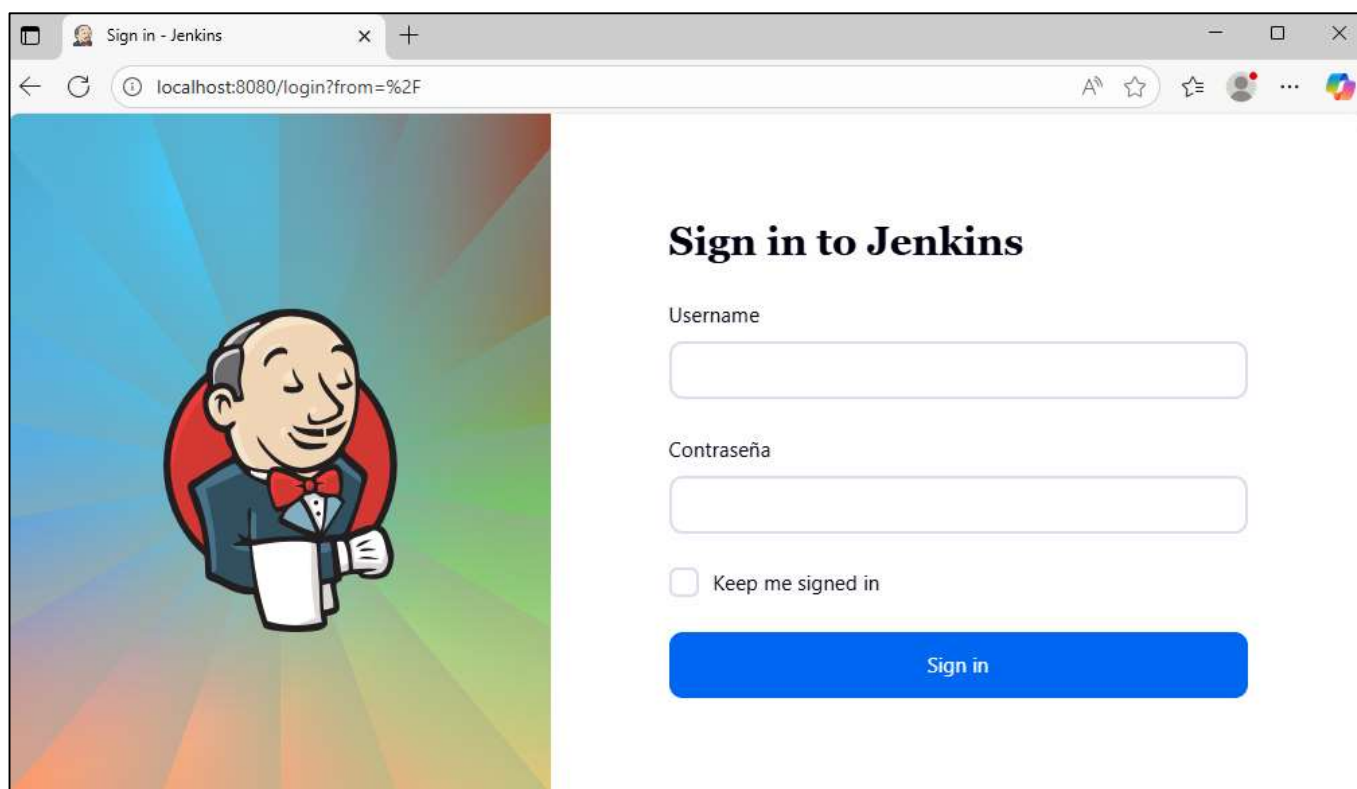 Sign in - Jenkins
localhost:8080/login?from=%2F
Sign in to Jenkins
Username
Contraseña
Keep me signed in
Sign in